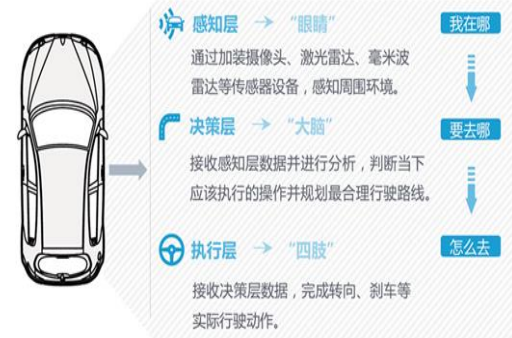 感知层 → “眼睛” 我在哪
通过加装摄像头、激光雷达、毫米波
雷达等传感器设备，感知周围环境。
决策层 → “大脑” 要去哪
接收感知层数据并进行分析，判断当下
应该执行的操作并规划最合理行驶路线。
执行层 → “四肢” 怎么去
接收决策层数据，完成转向、刹车等
实际行驶动作。